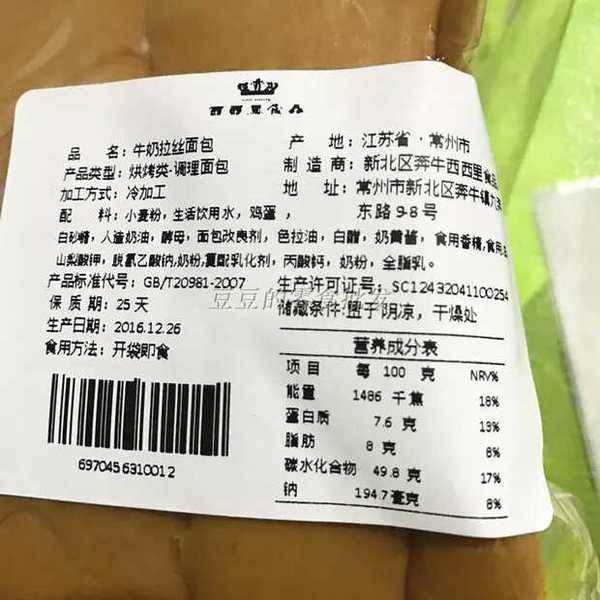 品 名：牛奶拉丝面包
产品类型：烘烤类-调理面包
加工方式：冷加工
配 料：小麦粉，生活饮用水，鸡蛋，
白砂糖，人造奶油，酵母，面包改良剂，色拉油，白醋，奶黄酱，食用香精，食用
山梨酸钾，脱氢乙酸钠，奶粉，复配乳化剂，丙酸钙，奶粉，全脂乳。
产品标准代号：GB/T20981-2007
保 质 期：25天
生产日期：2016.12.26
食用方法：开袋即食
6970456310012
产 地：江苏省·常州市
制 造 商：新北区奔牛西西里食品
地 址：常州市新北区奔牛镇九
东路9-8号
生产许可证号：SC12432041100254
储藏条件:置于阴凉，干燥处
营养成分表
项目 每 100 克 NRV%
能量 1486 千焦 18%
蛋白质 7.6 克 13%
脂肪 8 克 8%
碳水化合物 49.8 克 17%
钠 194.7毫克 8%